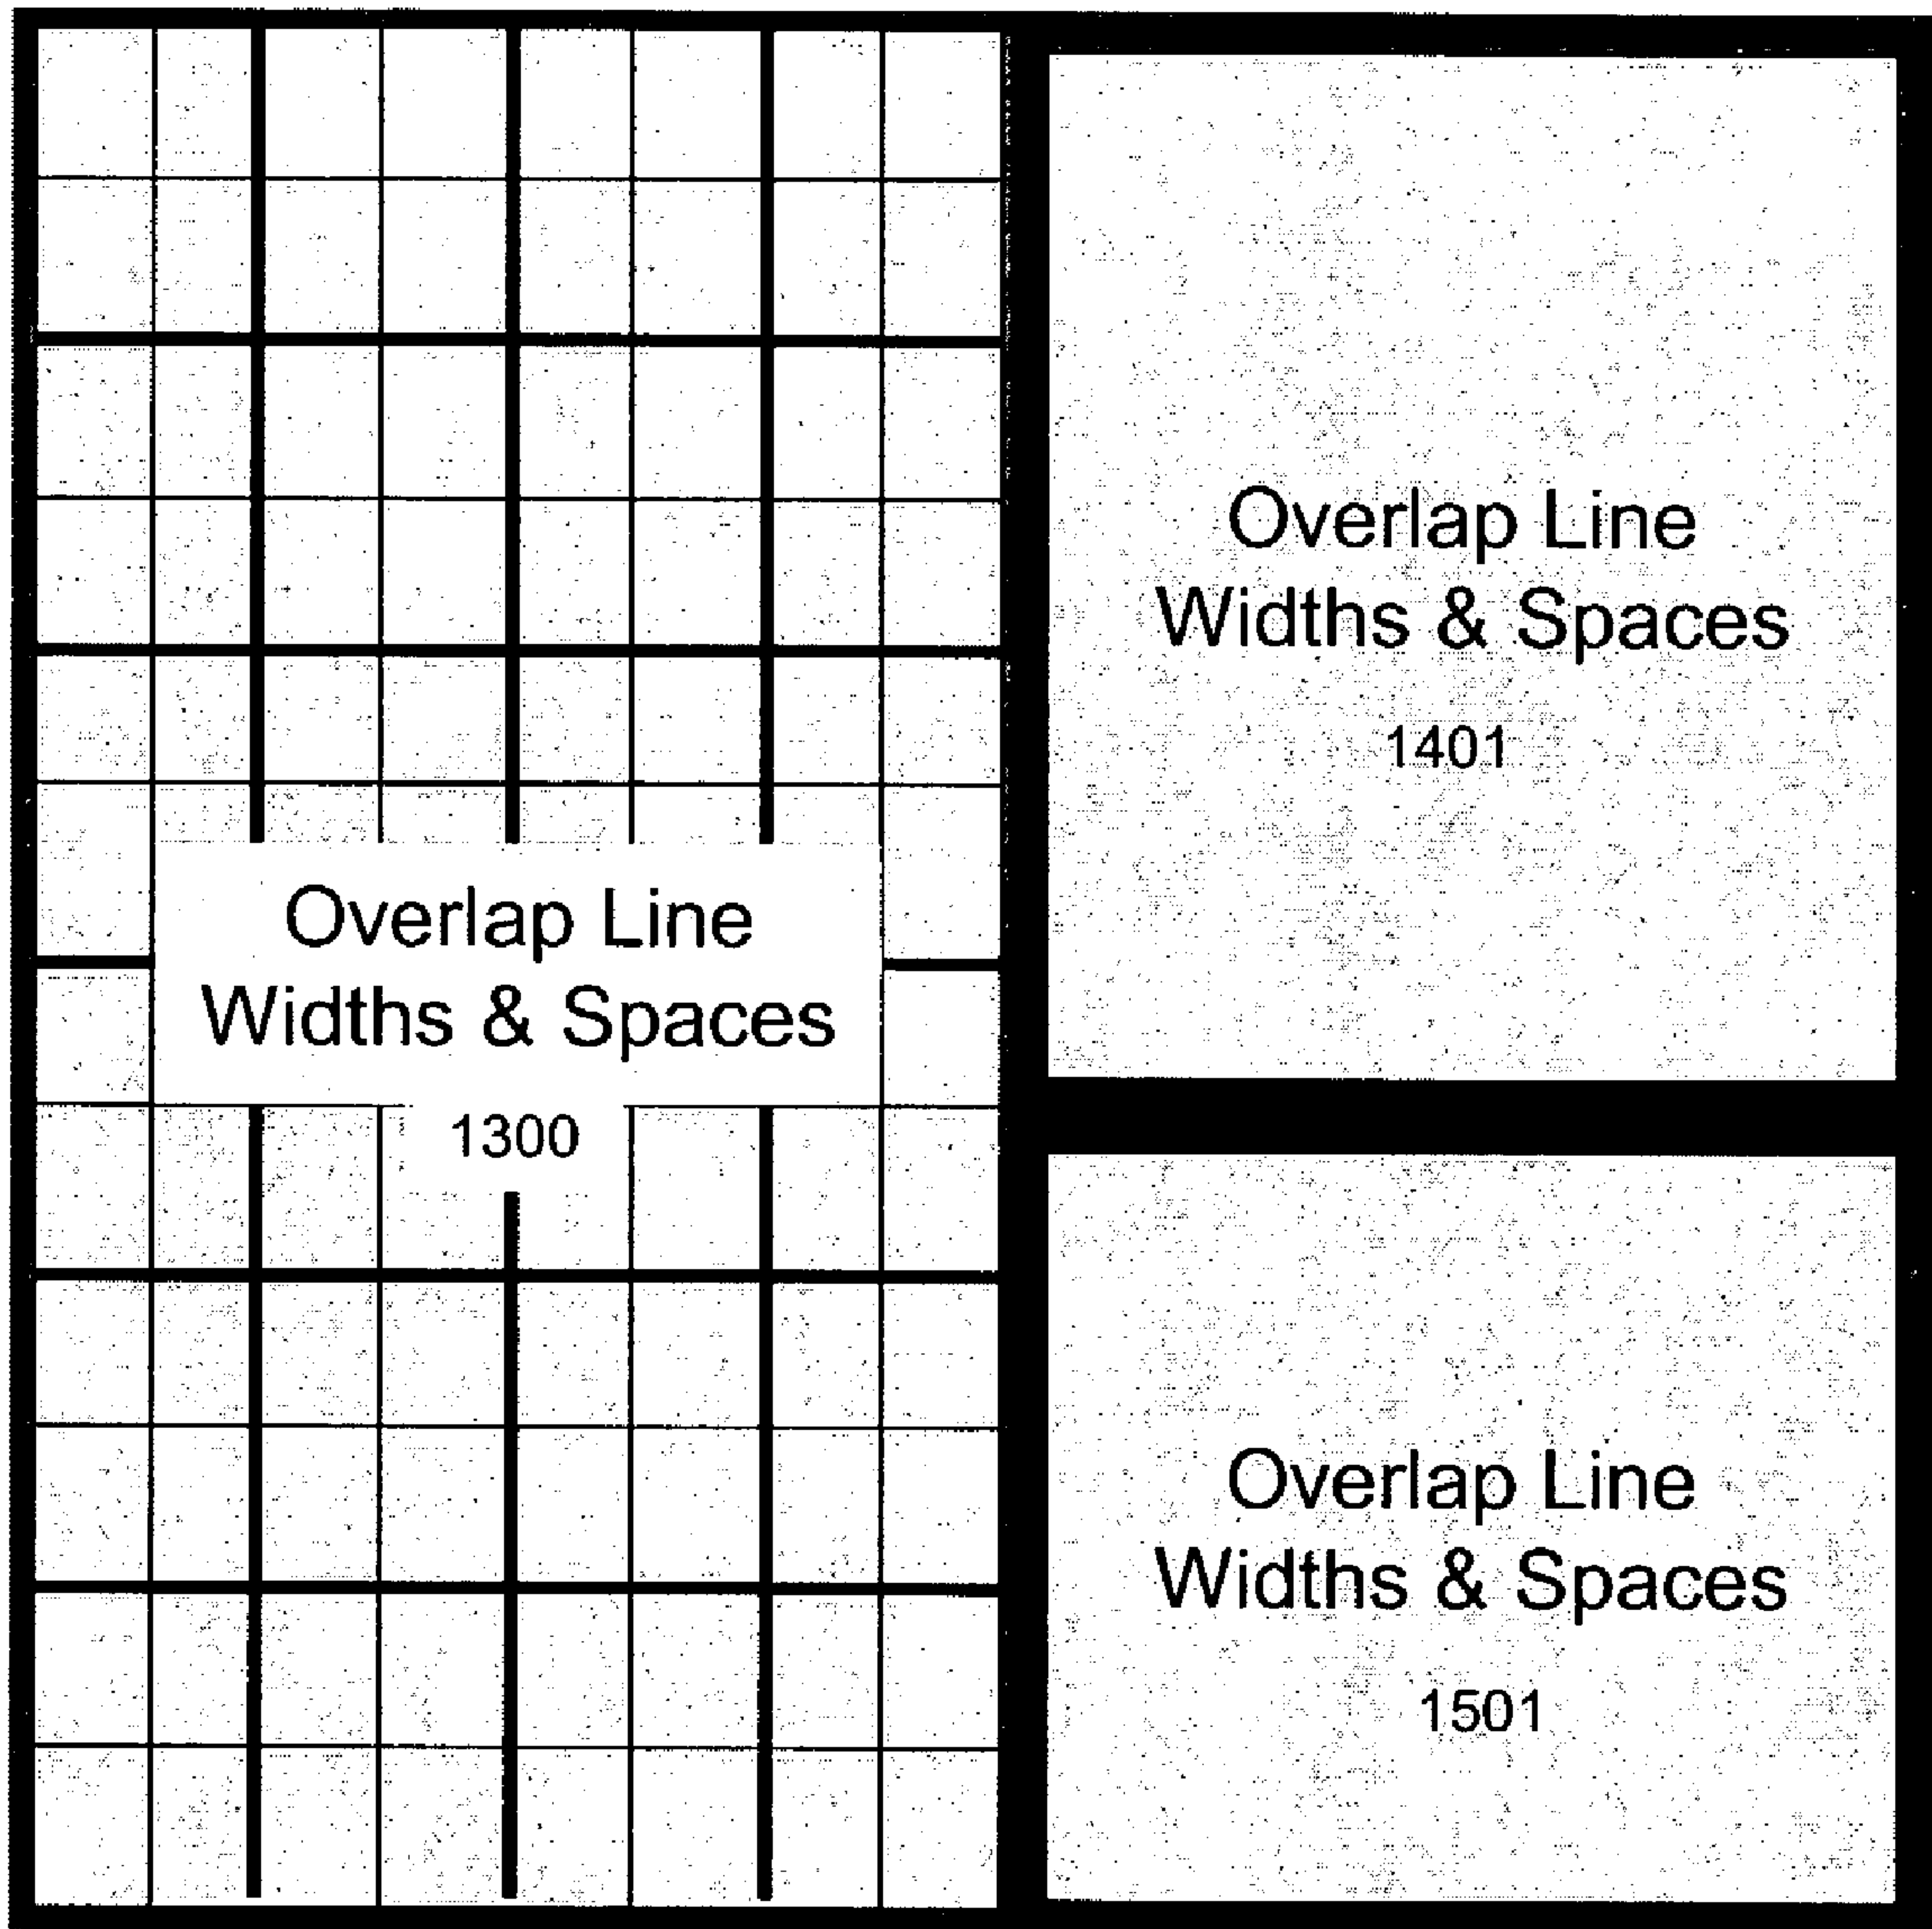 Overlap Line
Widths & Spaces
1300
Overlap Line
Widths & Spaces
1401
Overlap Line
Widths & Spaces
1501